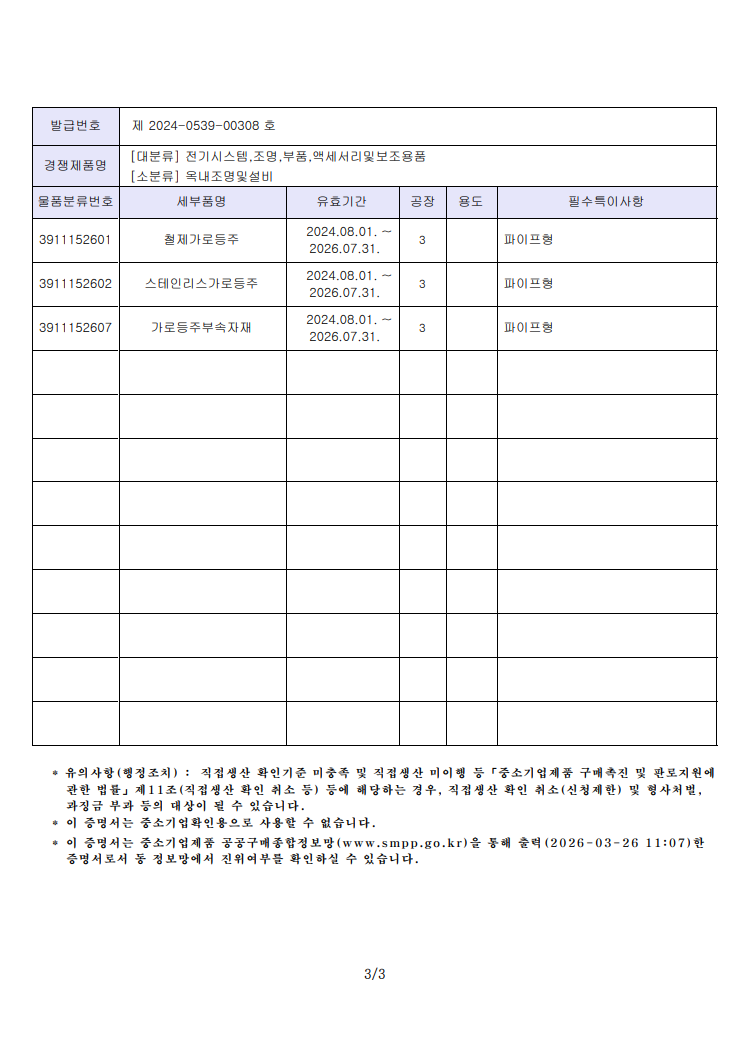 발급번호 제 2024-0539-00308 호
경쟁제품명 [대분류] 전기시스템,조명,부품,액세서리및보조용품
[소분류] 옥내조명및설비
물품분류번호 세부품명 유효기간 공장 용도 필수특이사항
3911152601 철제가로등주 2024.08.01. ~ 2026.07.31. 3 파이프형
3911152602 스테인리스가로등주 2024.08.01. ~ 2026.07.31. 3 파이프형
3911152607 가로등주부속자재 2024.08.01. ~ 2026.07.31. 3 파이프형
* 유의사항(행정조치) : 직접생산 확인기준 미충족 및 직접생산 미이행 등「중소기업제품 구매촉진 및 판로지원에
관한 법률」제11조(직접생산 확인 취소 등) 등에 해당하는 경우, 직접생산 확인 취소(신청제한) 및 형사처벌,
과징금 부과 등의 대상이 될 수 있습니다.
* 이 증명서는 중소기업확인용으로 사용할 수 없습니다.
* 이 증명서는 중소기업제품 공공구매종합정보망(www.smpp.go.kr)을 통해 출력(2026-03-26 11:07)한
증명서로서 동 정보망에서 진위여부를 확인하실 수 있습니다.
3/3